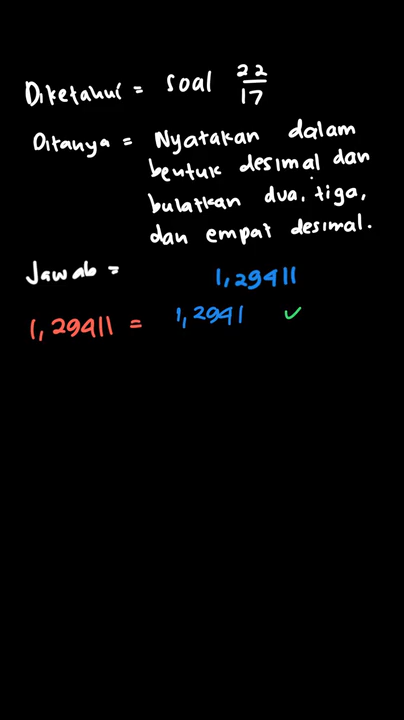 Diketahui = soal 22/17
Ditanya = Nyatakan dalam
bentuk desimal dan
bulatkan dua, tiga,
dan empat desimal.
Jawab = 1,29411
1,29411 = 1,2941 ✓